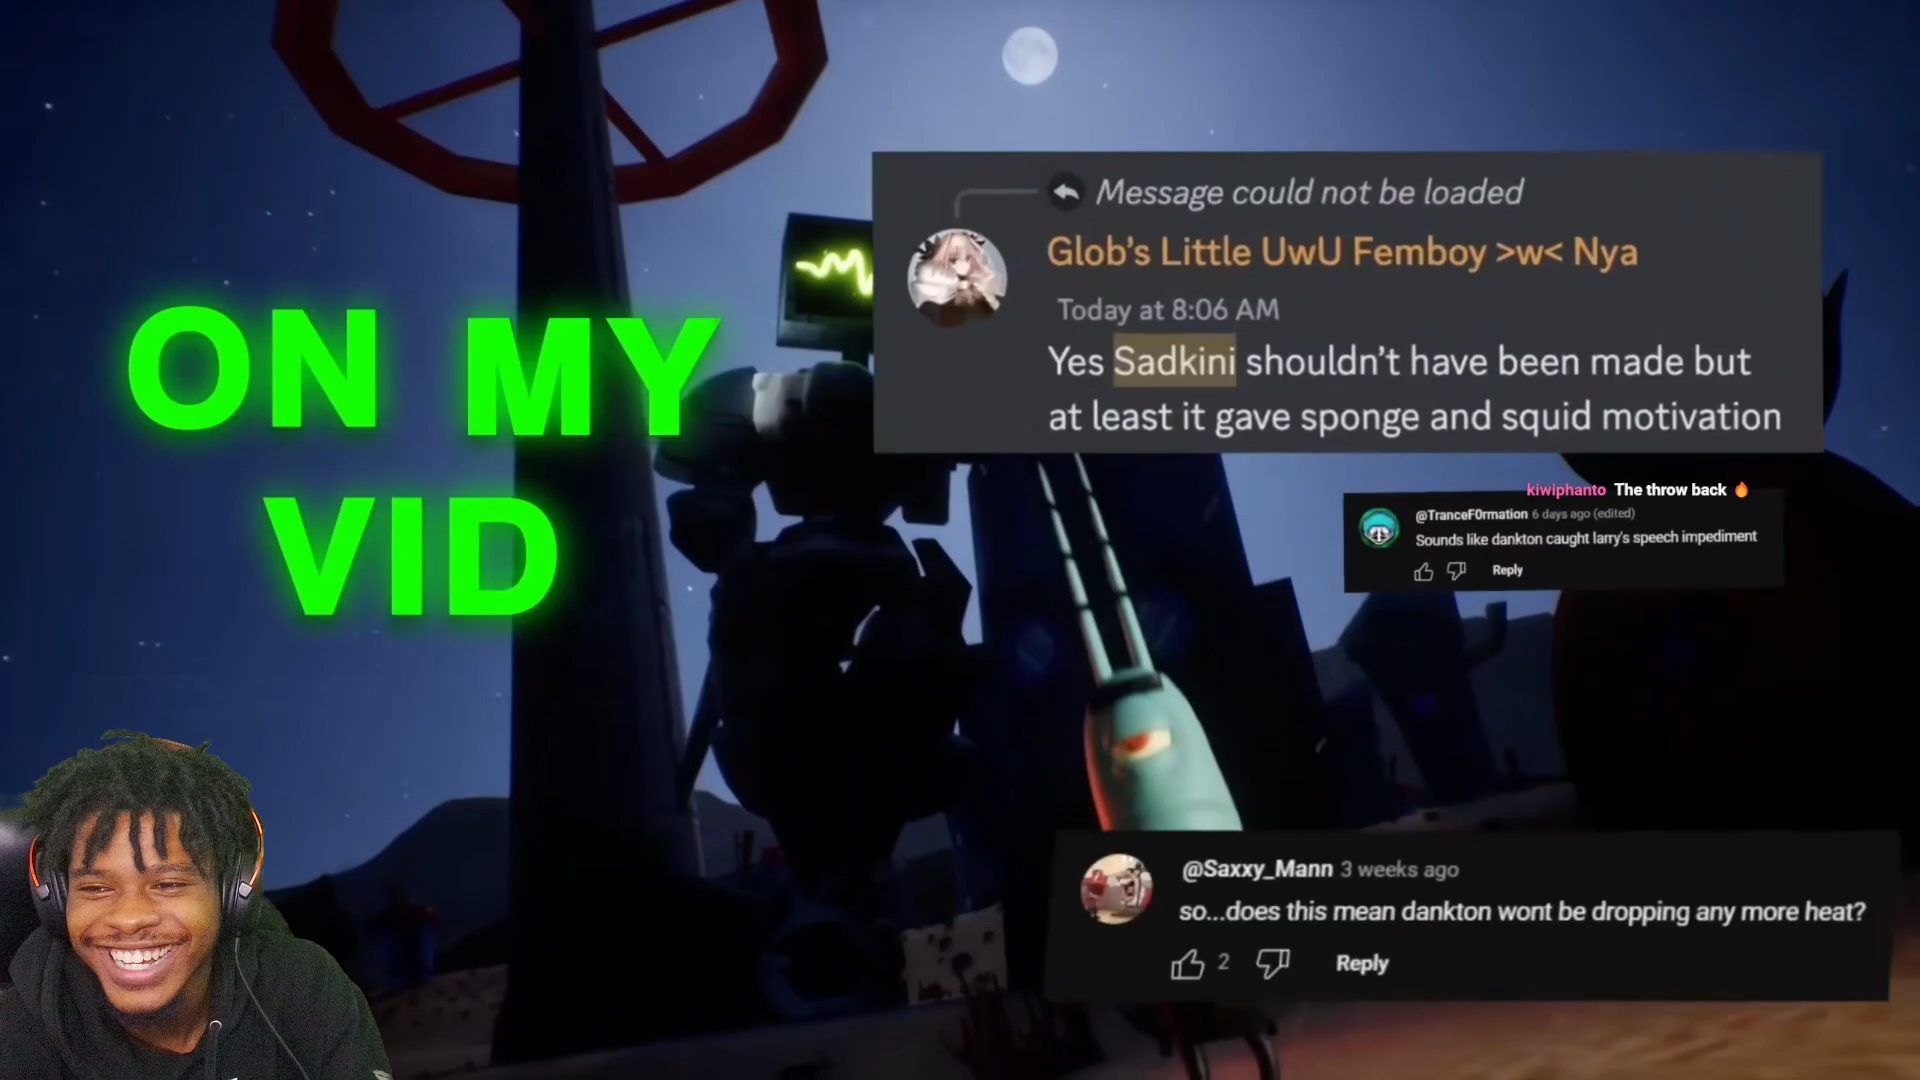 ON MY
VID
Message could not be loaded
Glob's Little UwU Femboy >w< Nya
Today at 8:06 AM
Yes Sadkini shouldn't have been made but
at least it gave sponge and squid motivation
kiwiphanto The throw back 🔥
@TranceF0rmation 6 days ago (edited)
Sounds like dankton caught larry's speech impediment
Reply
@Saxxy_Mann 3 weeks ago
so...does this mean dankton wont be dropping any more heat?
2
Reply